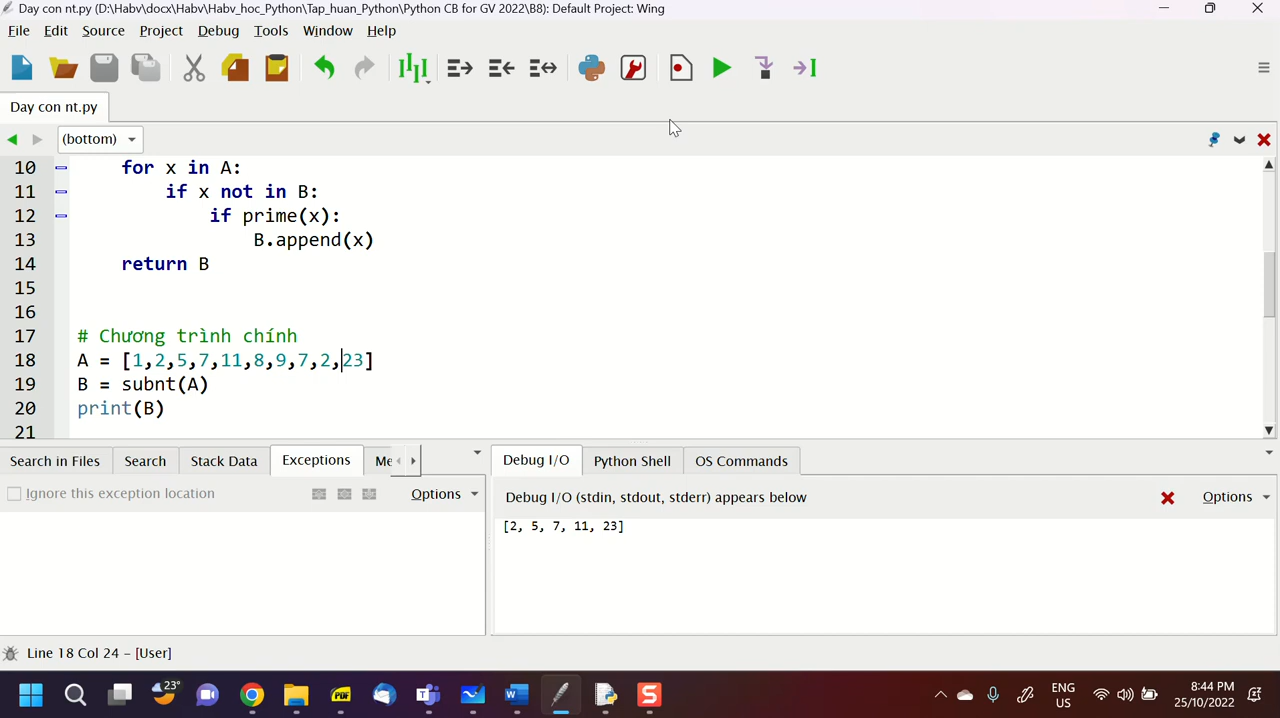 Day con nt.py (D:\Habv\docx\Habv\Habv_hoc_Python\Tap_huan_Python\Python CB for GV 2022\B8): Default Project: Wing
File Edit Source Project Debug Tools Window Help
Day con nt.py
(bottom)
10 for x in A:
11 if x not in B:
12 if prime(x):
13 B.append(x)
14 return B
15
16
17 # Chương trình chính
18 A = [1,2,5,7,11,8,9,7,2,23]
19 B = subnt(A)
20 print(B)
21
Search in Files Search Stack Data Exceptions Me Debug I/O Python Shell OS Commands
Ignore this exception location Options Debug I/O (stdin, stdout, stderr) appears below Options
[2, 5, 7, 11, 23]
Line 18 Col 24 - [User]
23°
PDF
ENG
US
8:44 PM
25/10/2022